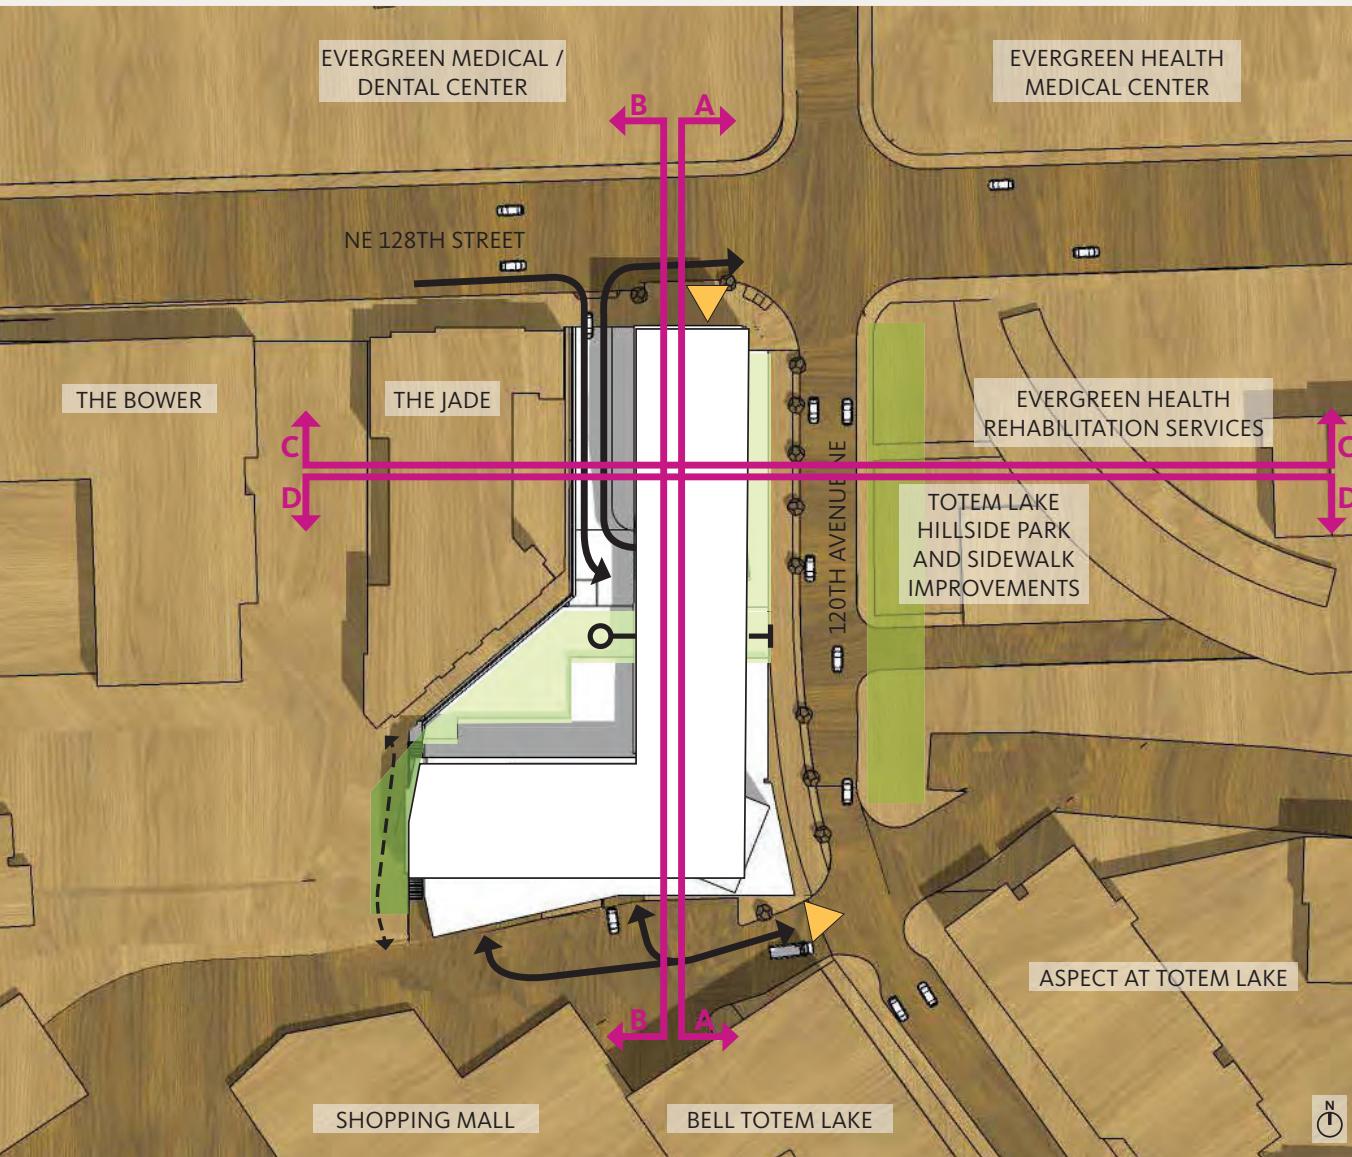 EVERGREEN MEDICAL /
DENTAL CENTER
EVERGREEN HEALTH
MEDICAL CENTER
B
A
NE 128TH STREET
THE BOWER
THE JADE
EVERGREEN HEALTH
REHABILITATION SERVICES
C
C
D
D
120TH AVENUE NE
TOTEM LAKE
HILLSIDE PARK
AND SIDEWALK
IMPROVEMENTS
ASPECT AT TOTEM LAKE
B
A
SHOPPING MALL
BELL TOTEM LAKE
N